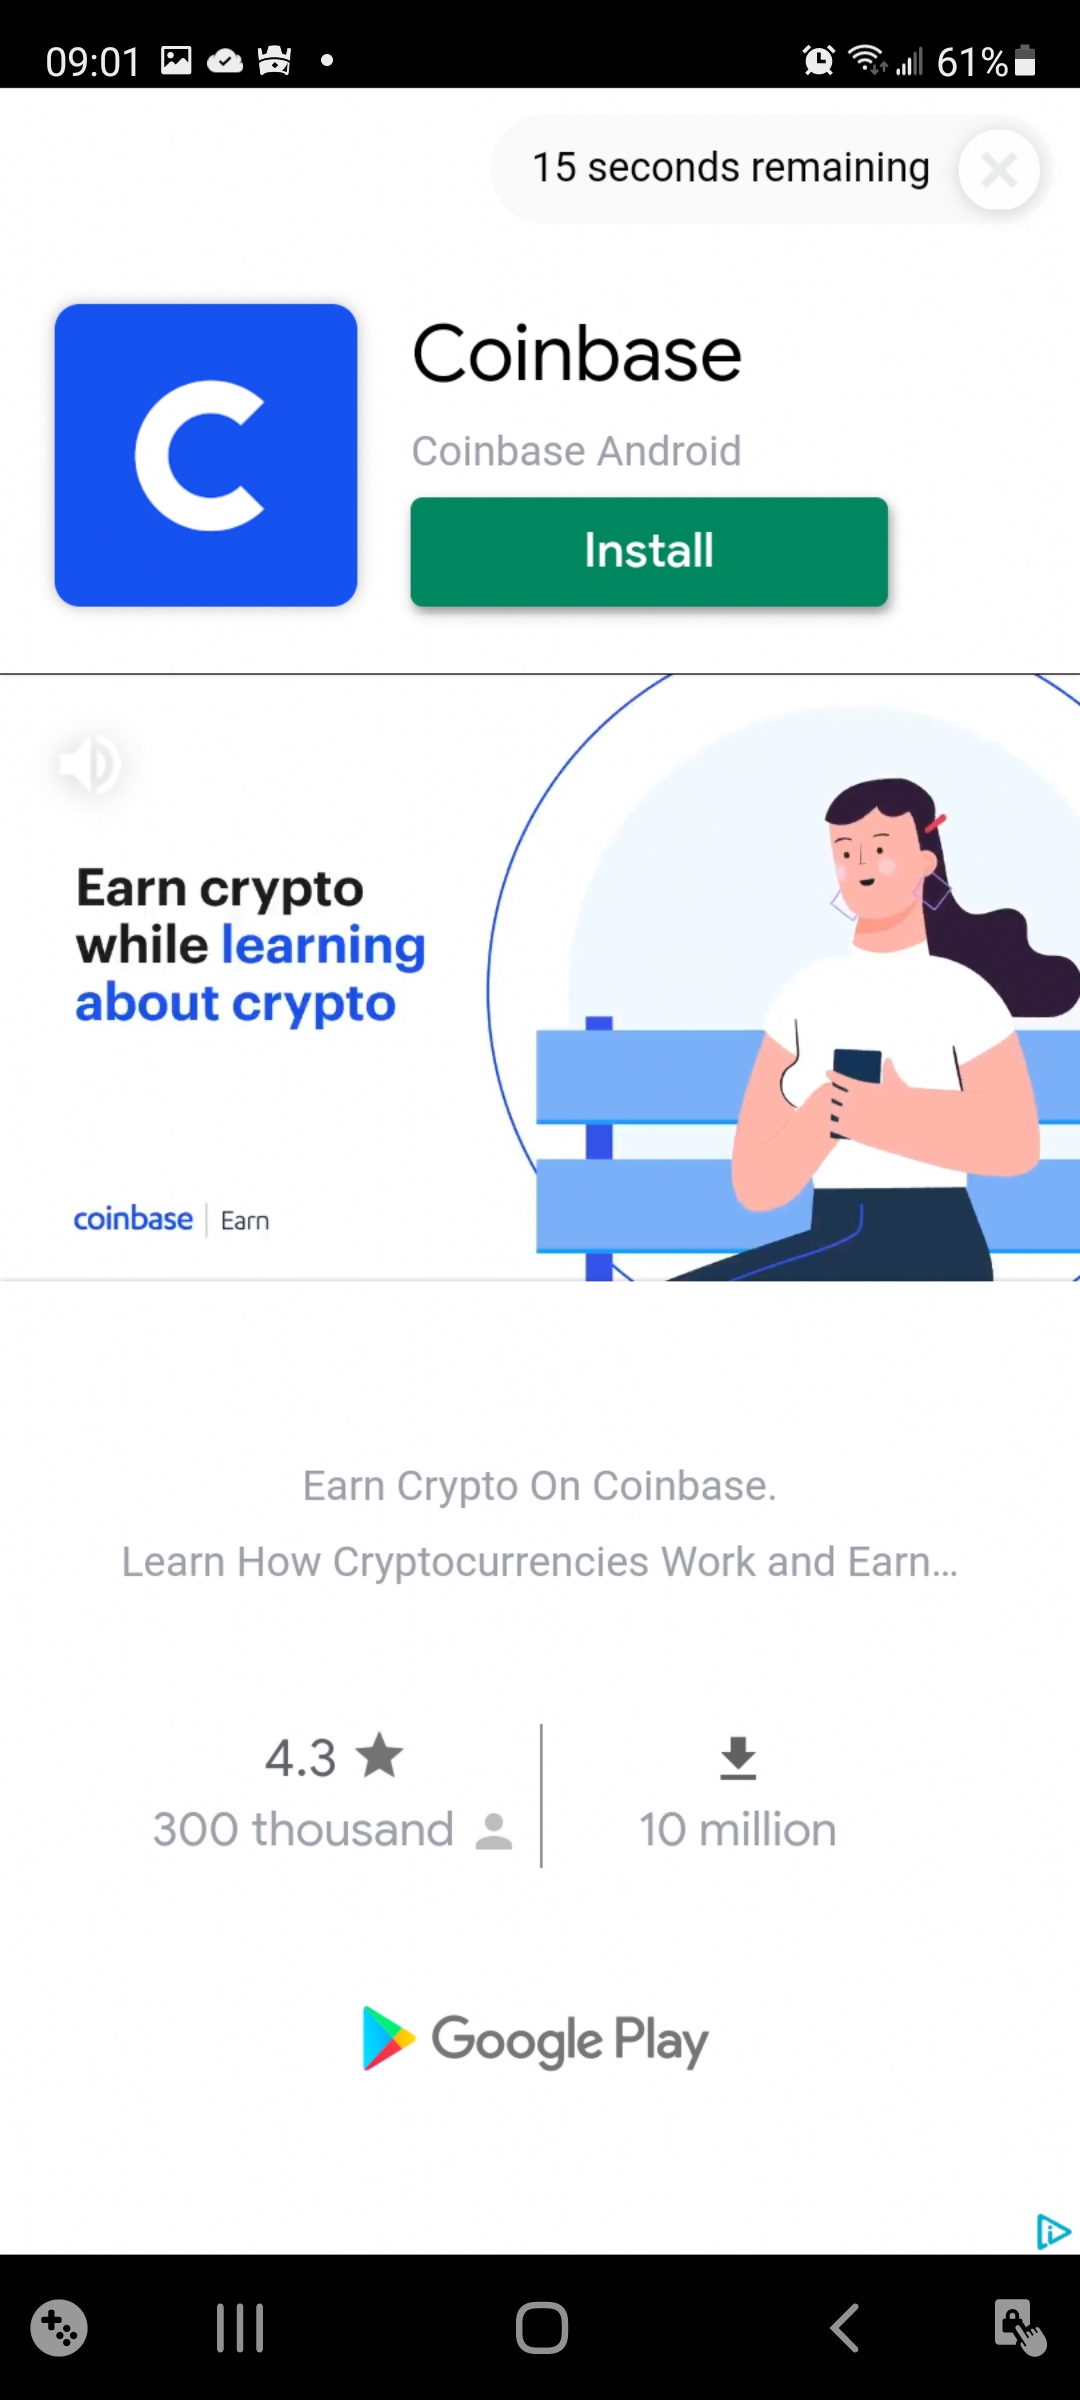 09:01
61%
15 seconds remaining
Coinbase
Coinbase Android
Install
Earn crypto
while learning
about crypto
coinbase | Earn
Earn Crypto On Coinbase.
Learn How Cryptocurrencies Work and Earn...
4.3
300 thousand
10 million
Google Play